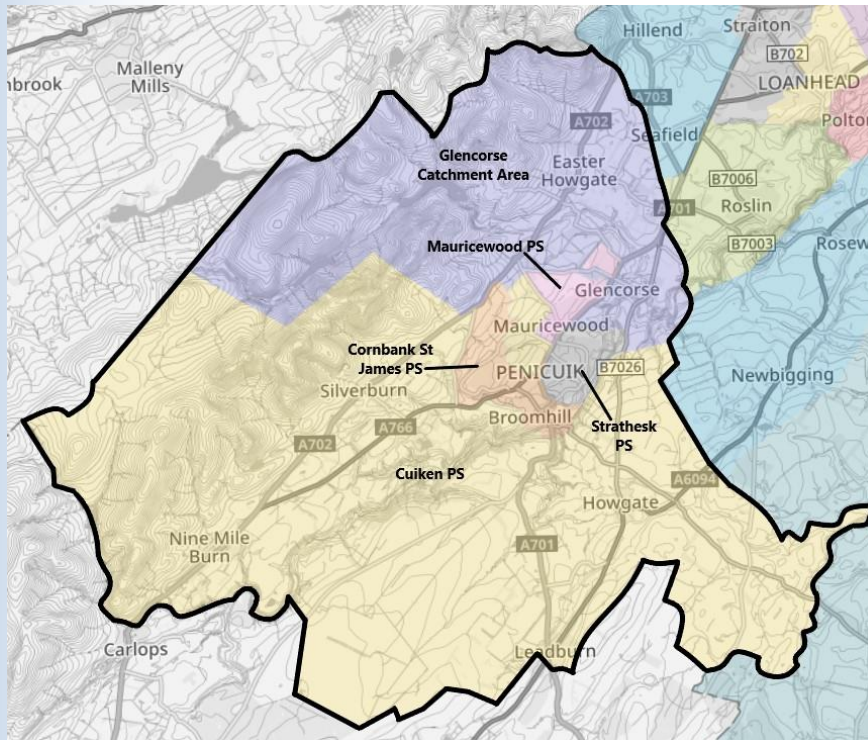 Hillend
Straiton
B702
Malleny
Mills
nbrook
LOANHEAD
A703
Polton
A702
Seafield
Glencorse
Catchment Area
Easter
Howgate
B7006
Roslin
A701
Mauricewood PS
B7003
Rosew
Glencorse
Mauricewood
Cornbank St
James PS
PENICUIK
B7026
Silverburn
Newbigging
Broomhill
Strathesk
PS
A766
A702
Cuiken PS
A6094
Howgate
Nine Mile
Burn
A701
Carlops
Leadburn